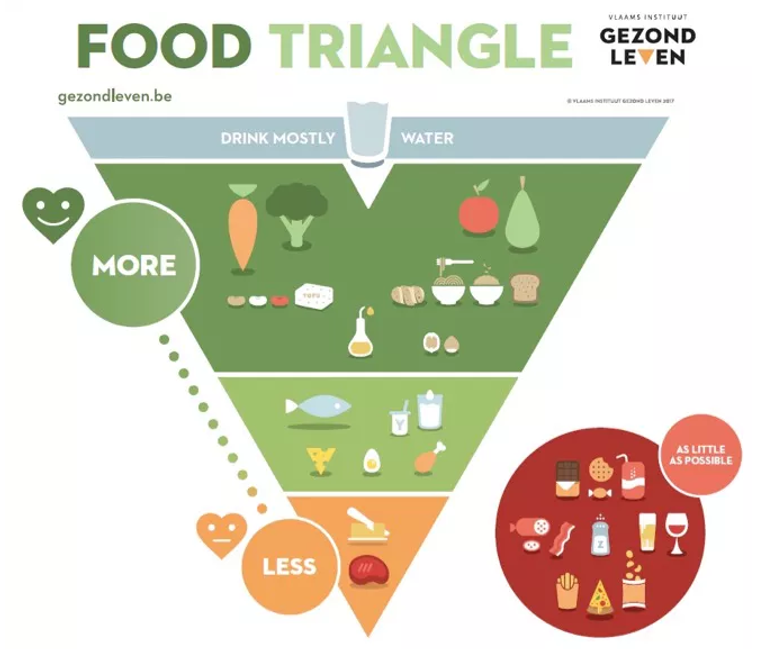 FOOD TRIANGLE
VLAAMS INSTITUUT
GEZOND
LEVEN
gezondleven.be
© VLAAMS INSTITUUT GEZOND LEVEN 2017
DRINK MOSTLY WATER
MORE
TOFU
Y
LESS
AS LITTLE
AS POSSIBLE
Z